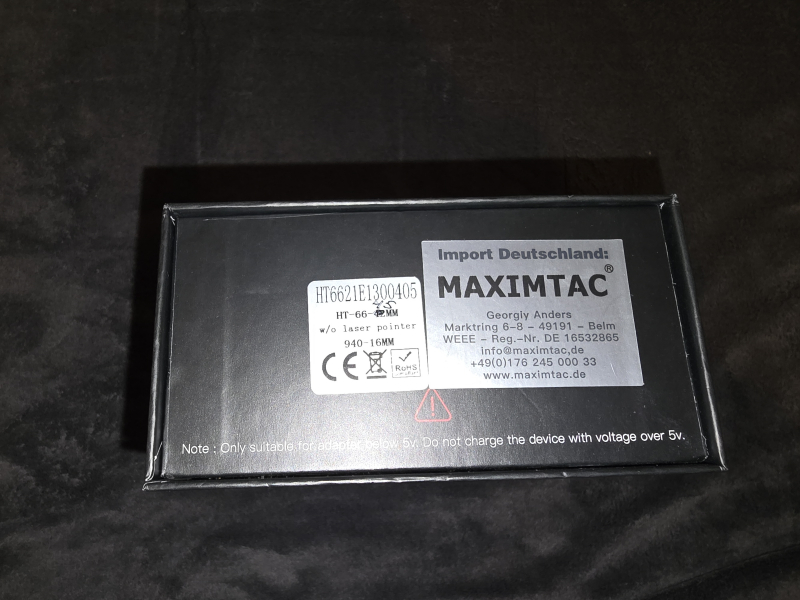 HT6621E1300405
HT-66-MM
w/o laser pointer
940-16MM
CE
RoHS
Import Deutschland:
MAXIMTAC®
Georgiy Anders
Marktring 6-8 - 49191 - Belm
WEEE - Reg.-Nr. DE 16532865
info@maximtac.de
+49(0)176 245 000 33
www.maximtac.de
Note : Only suitable for adapter below 5v. Do not charge the device with voltage over 5v.